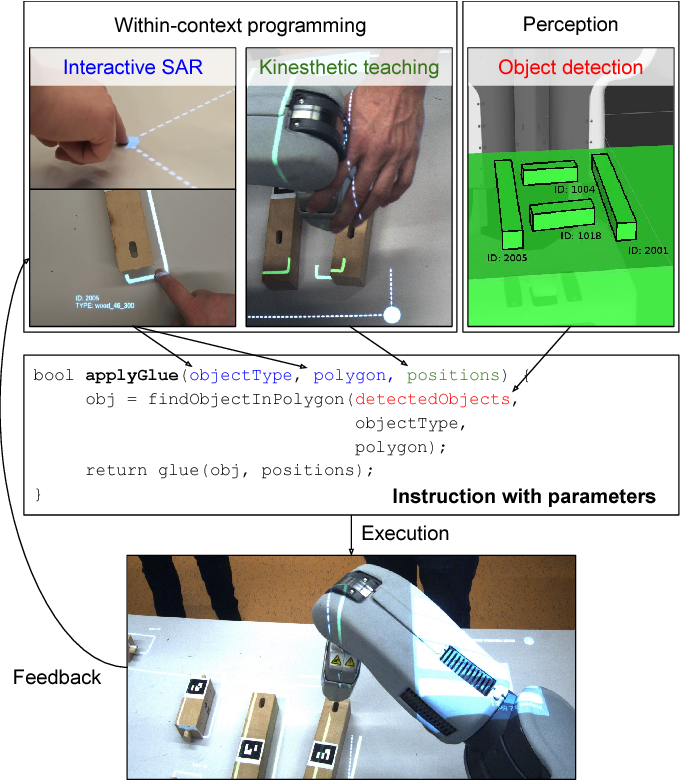 Within-context programming
Perception
Interactive SAR
Kinesthetic teaching
Object detection
ID: 1004
ID: 1018
ID: 2001
ID: 2005
ID: 2005
TYPE: wood_46_300
bool applyGlue(objectType, polygon, positions) {
obj = findObjectInPolygon(detectedObjects,
objectType,
polygon);
return glue(obj, positions);
}
Instruction with parameters
Execution
Feedback